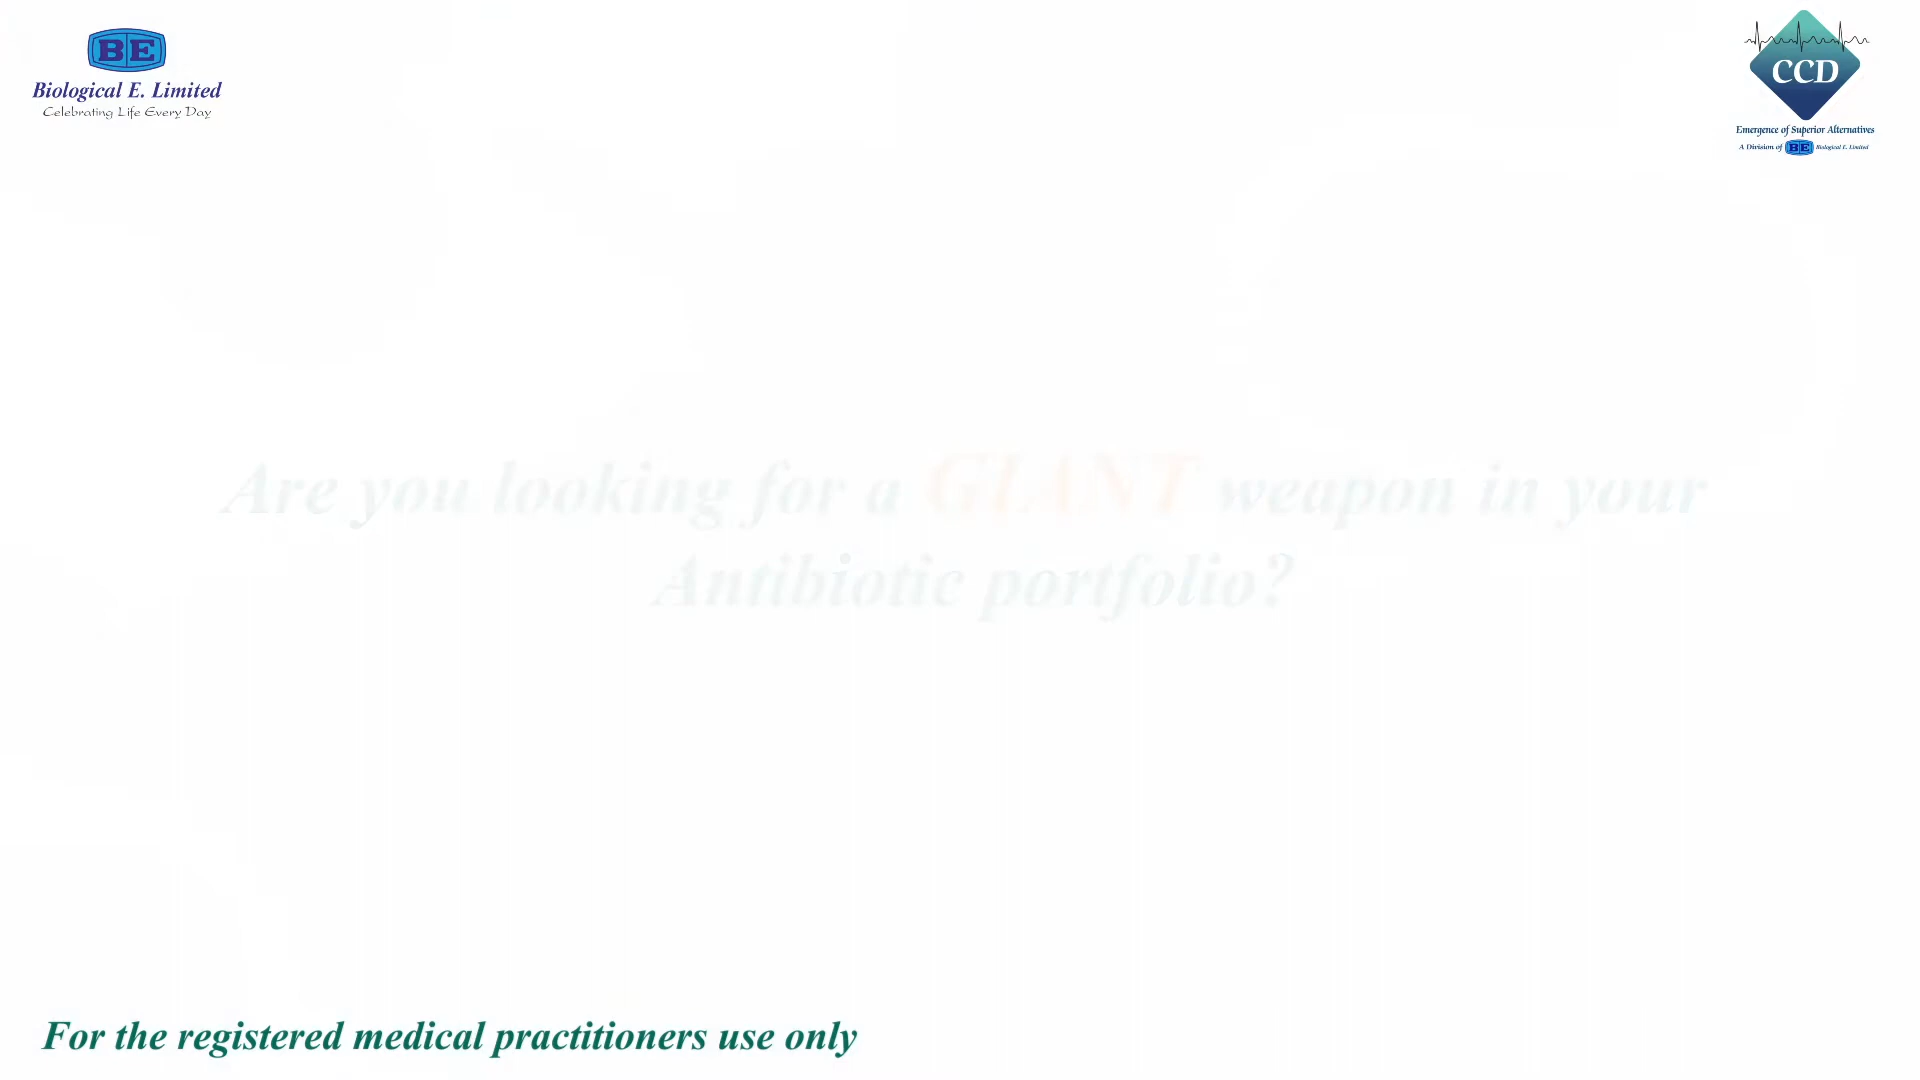 BE
Biological E. Limited
Celebrating Life Every Day
CCD
Emergence of Superior Alternatives
A Division of BE Biological E. Limited
Are you looking for a GIANT weapon in your
Antibiotic portfolio?
For the registered medical practitioners use only